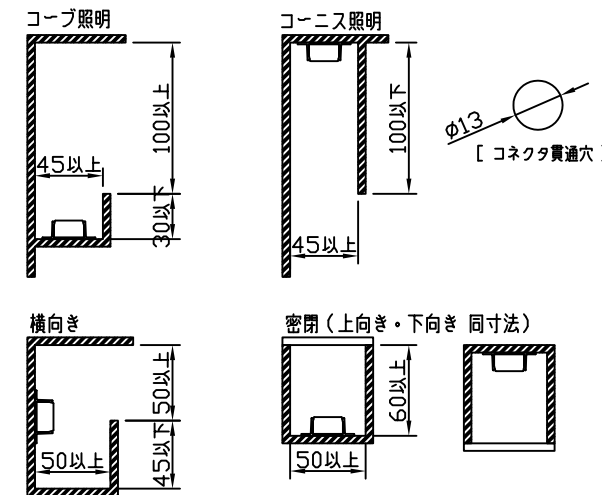 コーブ照明
100以上
45以上
30以下
コーニス照明
100以下
45以上
ø13
[ コネクタ貫通穴 ]
横向き
50以上
50以上
45以下
密閉（上向き・下向き 同寸法）
60以上
50以上